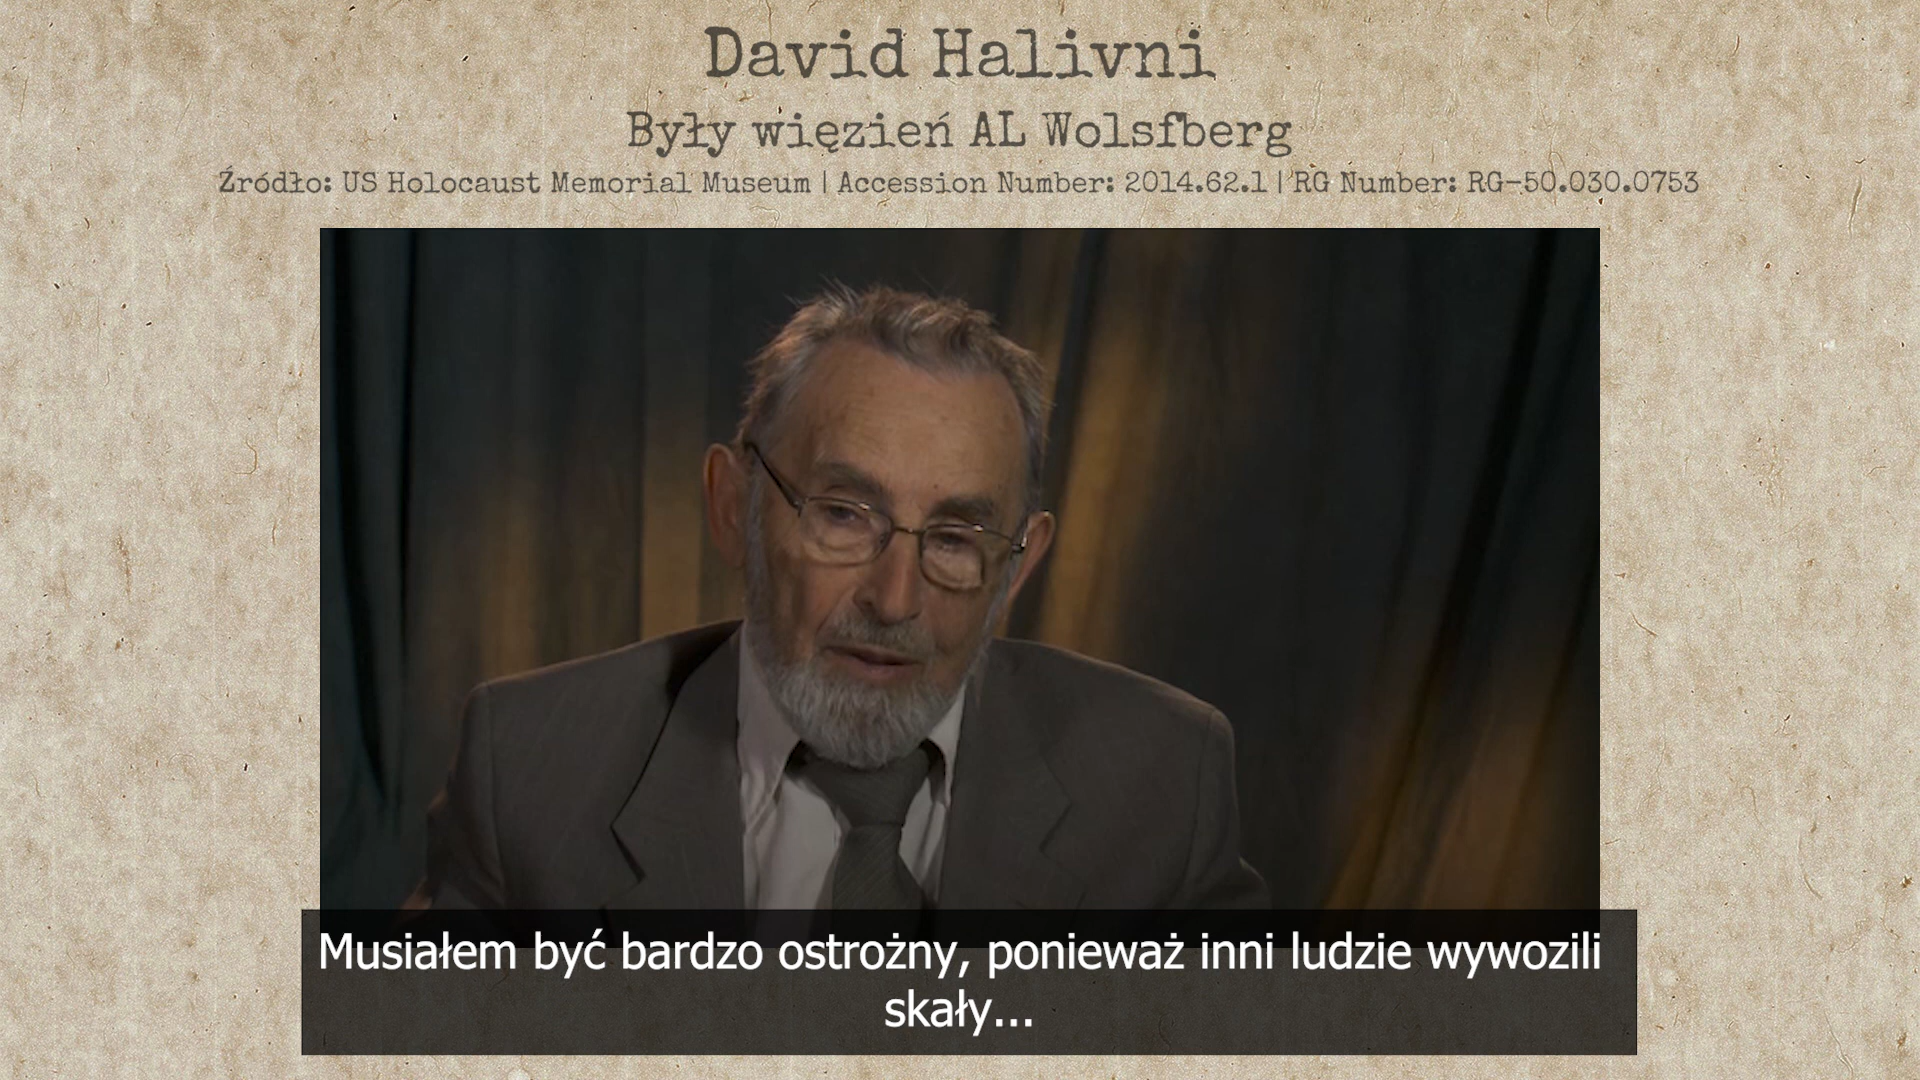 David Halivni
Były więzień AL Wolsfberg
Źródło: US Holocaust Memorial Museum | Accession Number: 2014.62.1 | RG Number: RG-50.030.0753
Musiałem być bardzo ostrożny, ponieważ inni ludzie wywozili
skały...